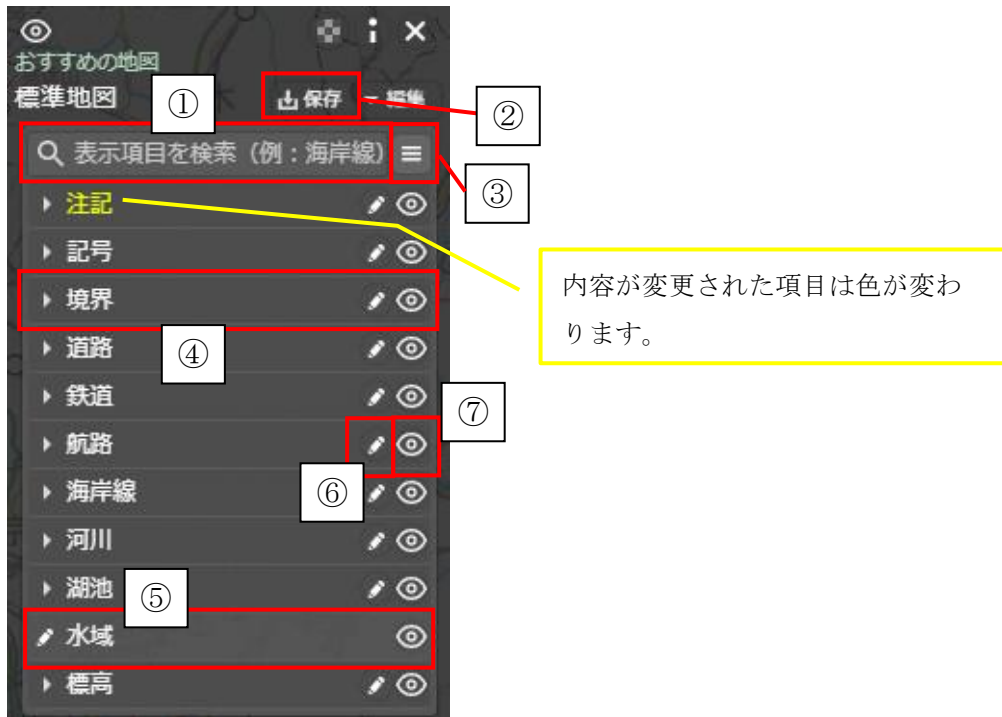 おすすめの地図
標準地図
①
保存
編集
②
表示項目を検索（例：海岸線）
③
注記
記号
内容が変更された項目は色が変わ
ります。
境界
④
道路
鉄道
⑦
航路
⑥
海岸線
河川
湖池
⑤
水域
標高